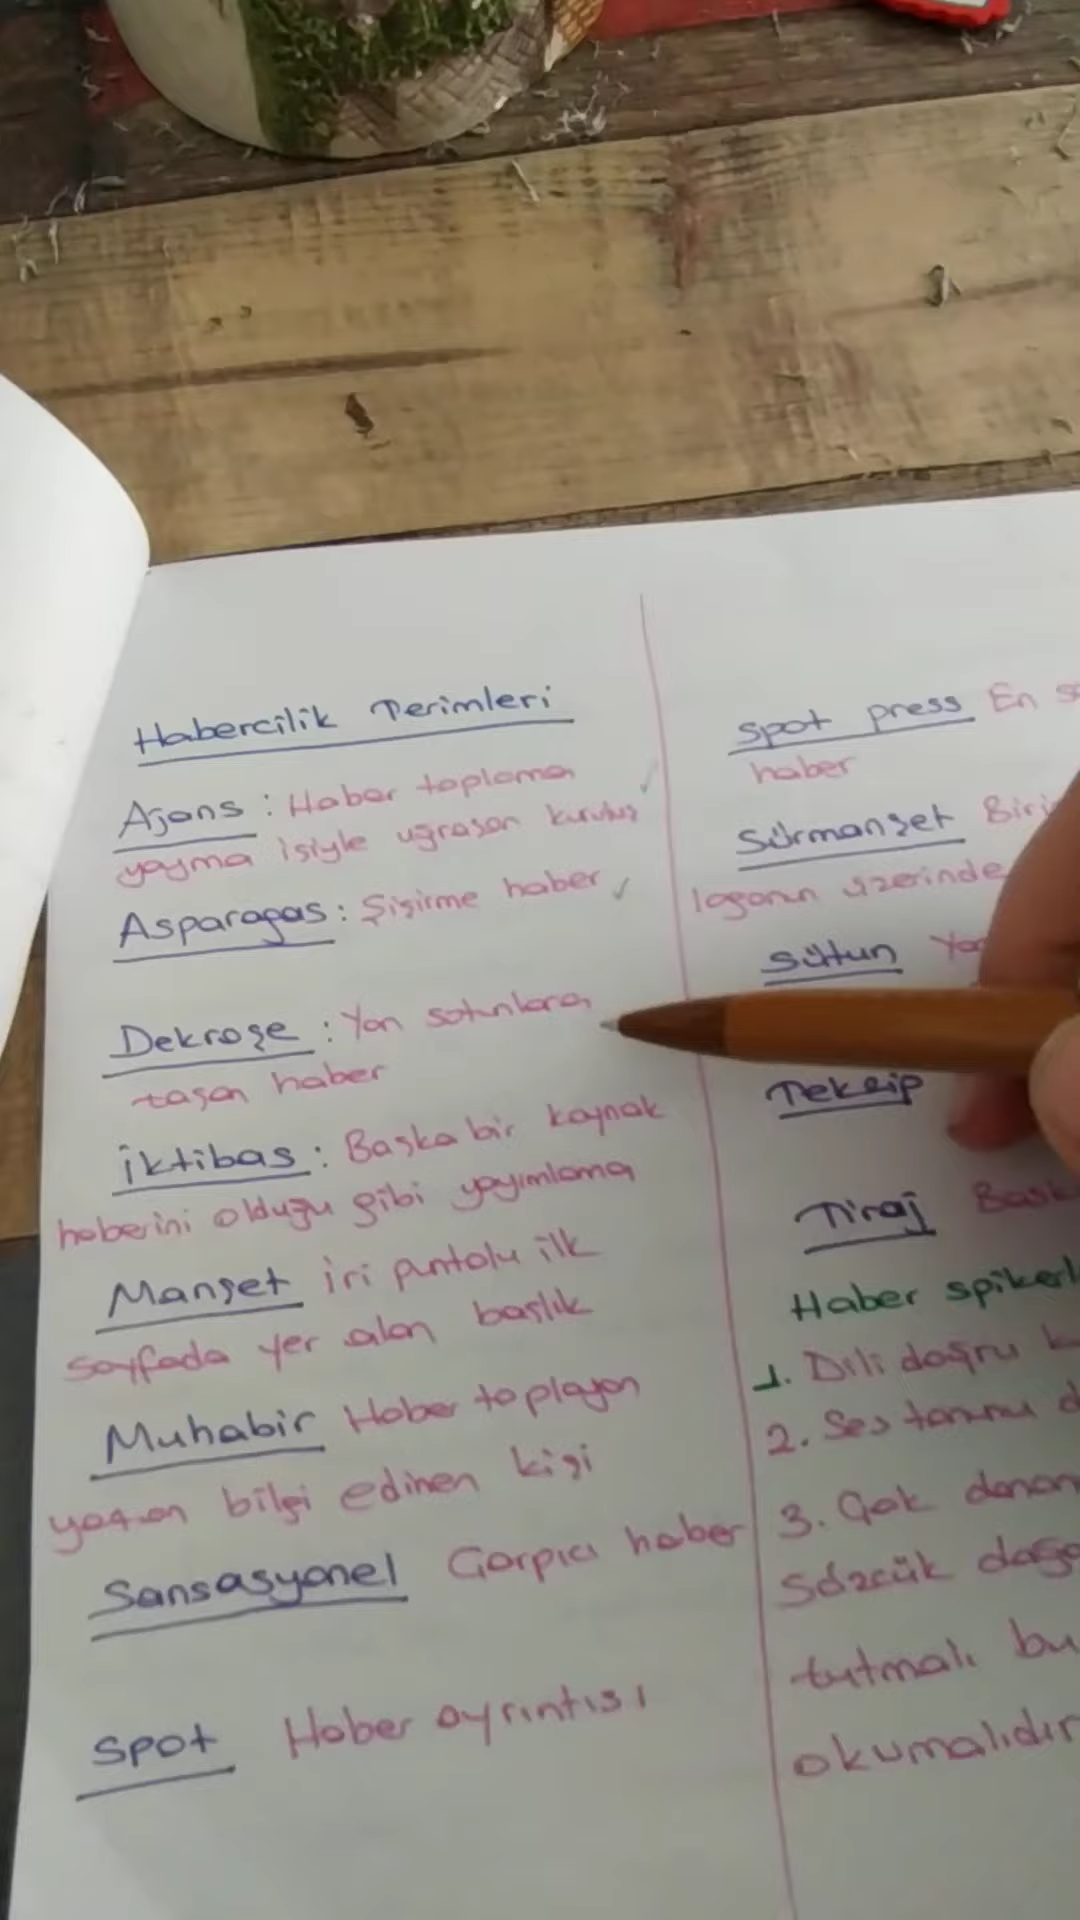 Habercilik Terimleri
Ajans : Haber toplama
yayma işiyle uğraşan kuruluş
Asparagas : Şişirme haber
Dekroşe : Yan sütunlara
taşan haber
İktibas : Başka bir kaynak
haberini olduğu gibi yayımlama
Manşet iri puntolu ilk
sayfada yer alan başlık
Muhabir Haber toplayan
yazan bilgi edinen kişi
Sansasyonel Çarpıcı haber
Spot Haber ayrıntısı
Spot press En
haber
Sürmanşet
logonun üzerinde
Sütun
Tekzip
Tiraj
Haber
1. Dili doğru
2. Ses tonunu
3. Çok
Sözcük
tutmalı
okumalıdır